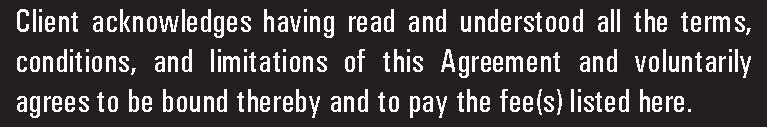 Client acknowledges having read and understood all the terms,
conditions, and limitations of this Agreement and voluntarily
agrees to be bound thereby and to pay the fee(s) listed here.